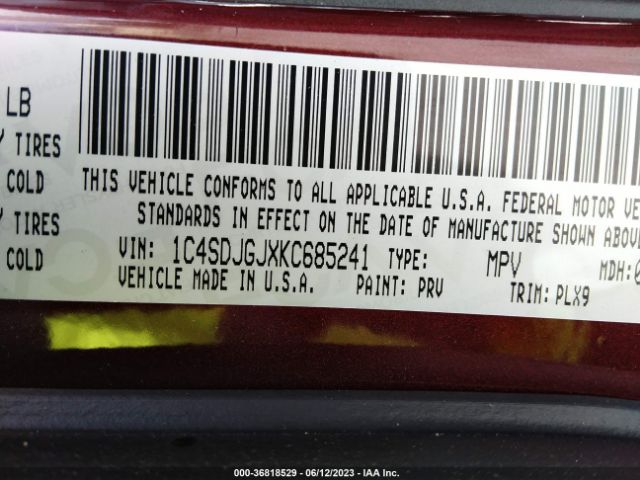 LB
TIRES
COLD
TIRES
COLD
THIS VEHICLE CONFORMS TO ALL APPLICABLE U.S.A. FEDERAL MOTOR VE
STANDARDS IN EFFECT ON THE DATE OF MANUFACTURE SHOWN ABOV
VIN: 1C4SDJGJXKC685241 TYPE: MPV MDH:
VEHICLE MADE IN U.S.A. PAINT: PRV TRIM: PLX9
000-36818529 - 06/12/2023 - IAA Inc.